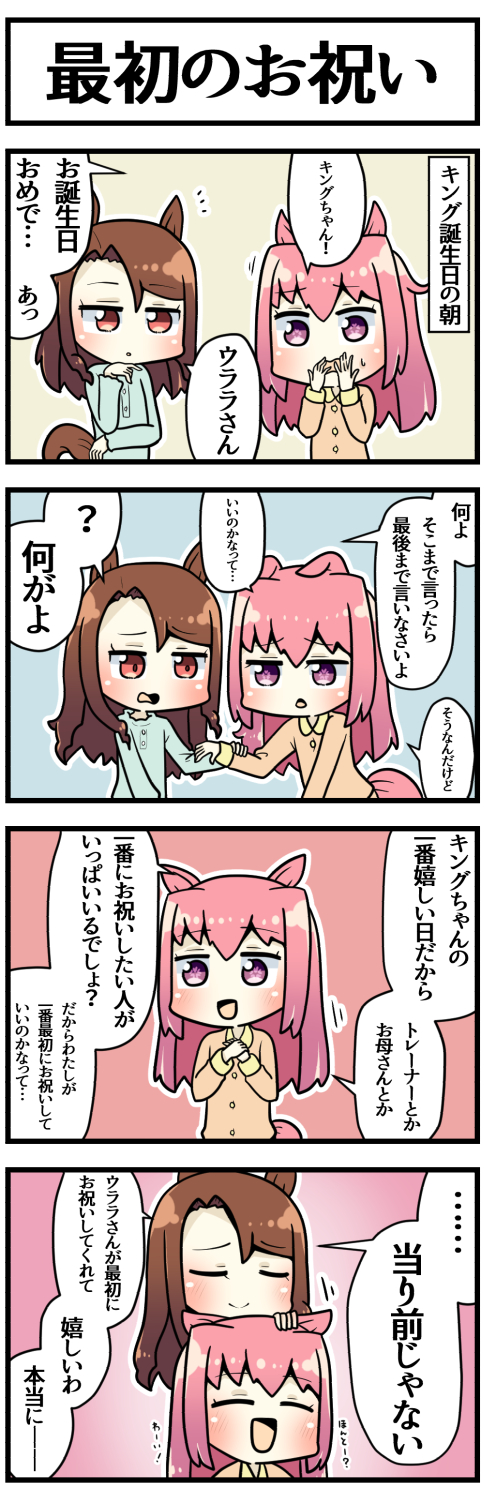 最初のお祝い
キング誕生日の朝
キングちゃん！
お誕生日
おめで…
あっ
ウララさん
何よ
そこまで言ったら
最後まで言いなさいよ
そうなんだけど
いいのかなって…
？
何がよ
キングちゃんの
一番嬉しい日だから
トレーナーとか
お母さんとか
一番にお祝いしたい人が
いっぱいいるでしょ？
だからわたしが
一番最初にお祝いして
いいのかなって…
……
当り前じゃない
ウララさんが最初に
お祝いしてくれて
嬉しいわ
本当に――
ほんとー？
わーい！